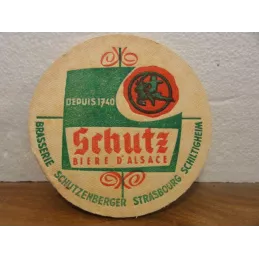 DEPUIS 1740
Schutz
BIERE D'ALSACE
BRASSERIE SCHUTZENBERGER STRASBOURG SCHILTIGHEIM